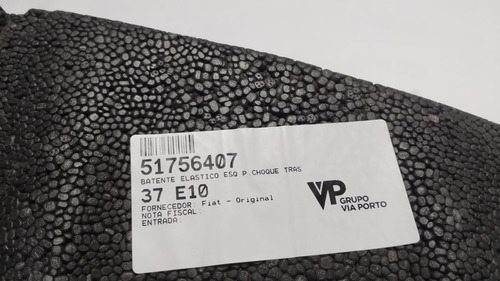 51756407
BATENTE ELASTICO ESQ P.CHOQUE TRAS
37 E10
FORNECEDOR Fiat - Original
NOTA FISCAL
ENTRADA:
VP GRUPO
VIA PORTO